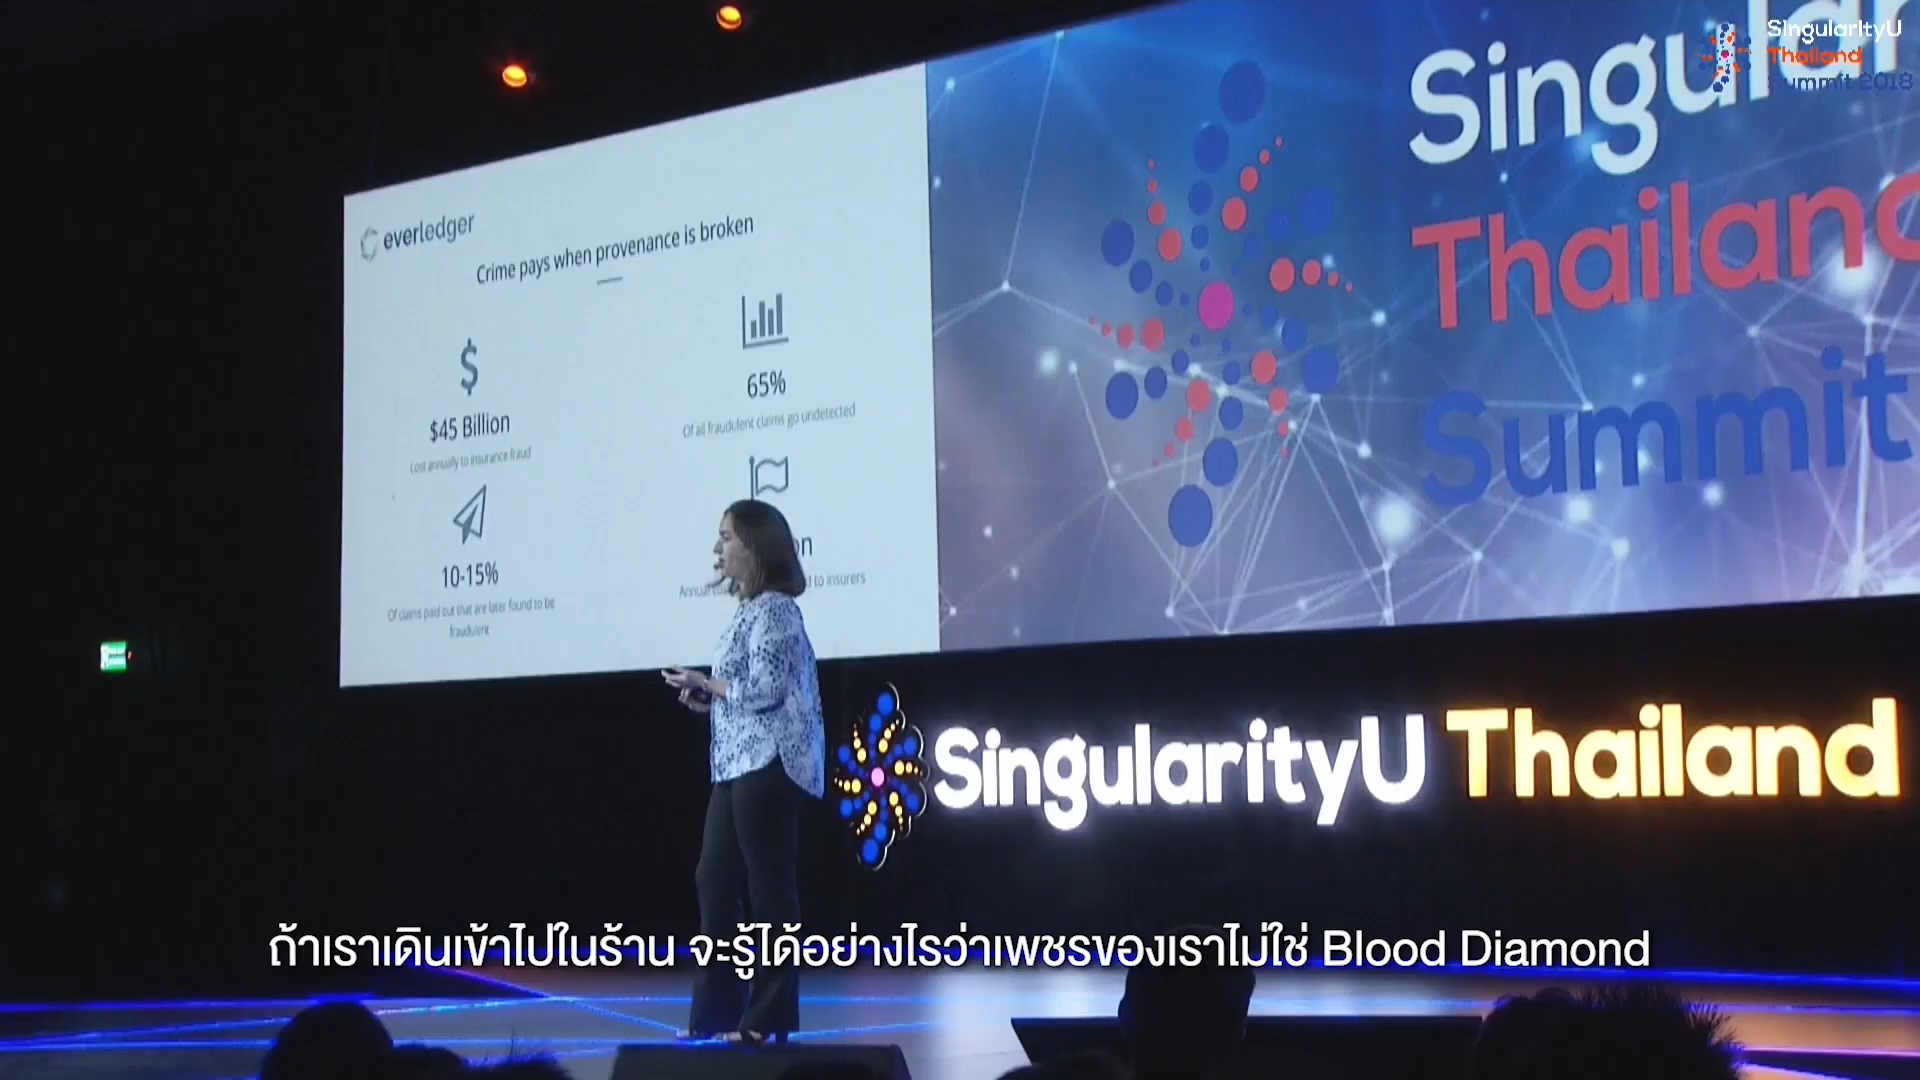 SingularityU
Thailand
Summit 2018
Singular
Thailand
Summit
everledger
Crime pays when provenance is broken
$45 Billion
Lost annually to insurance fraud
65%
Of all fraudulent claims go undetected
10-15%
Of claims paid out that are later found to be
fraudulent
on
Annual
to insurers
SingularityU Thailand
ถ้าเราเดินเข้าไปในร้าน จะรู้ได้อย่างไรว่าเพชรของเราไม่ใช่ Blood Diamond